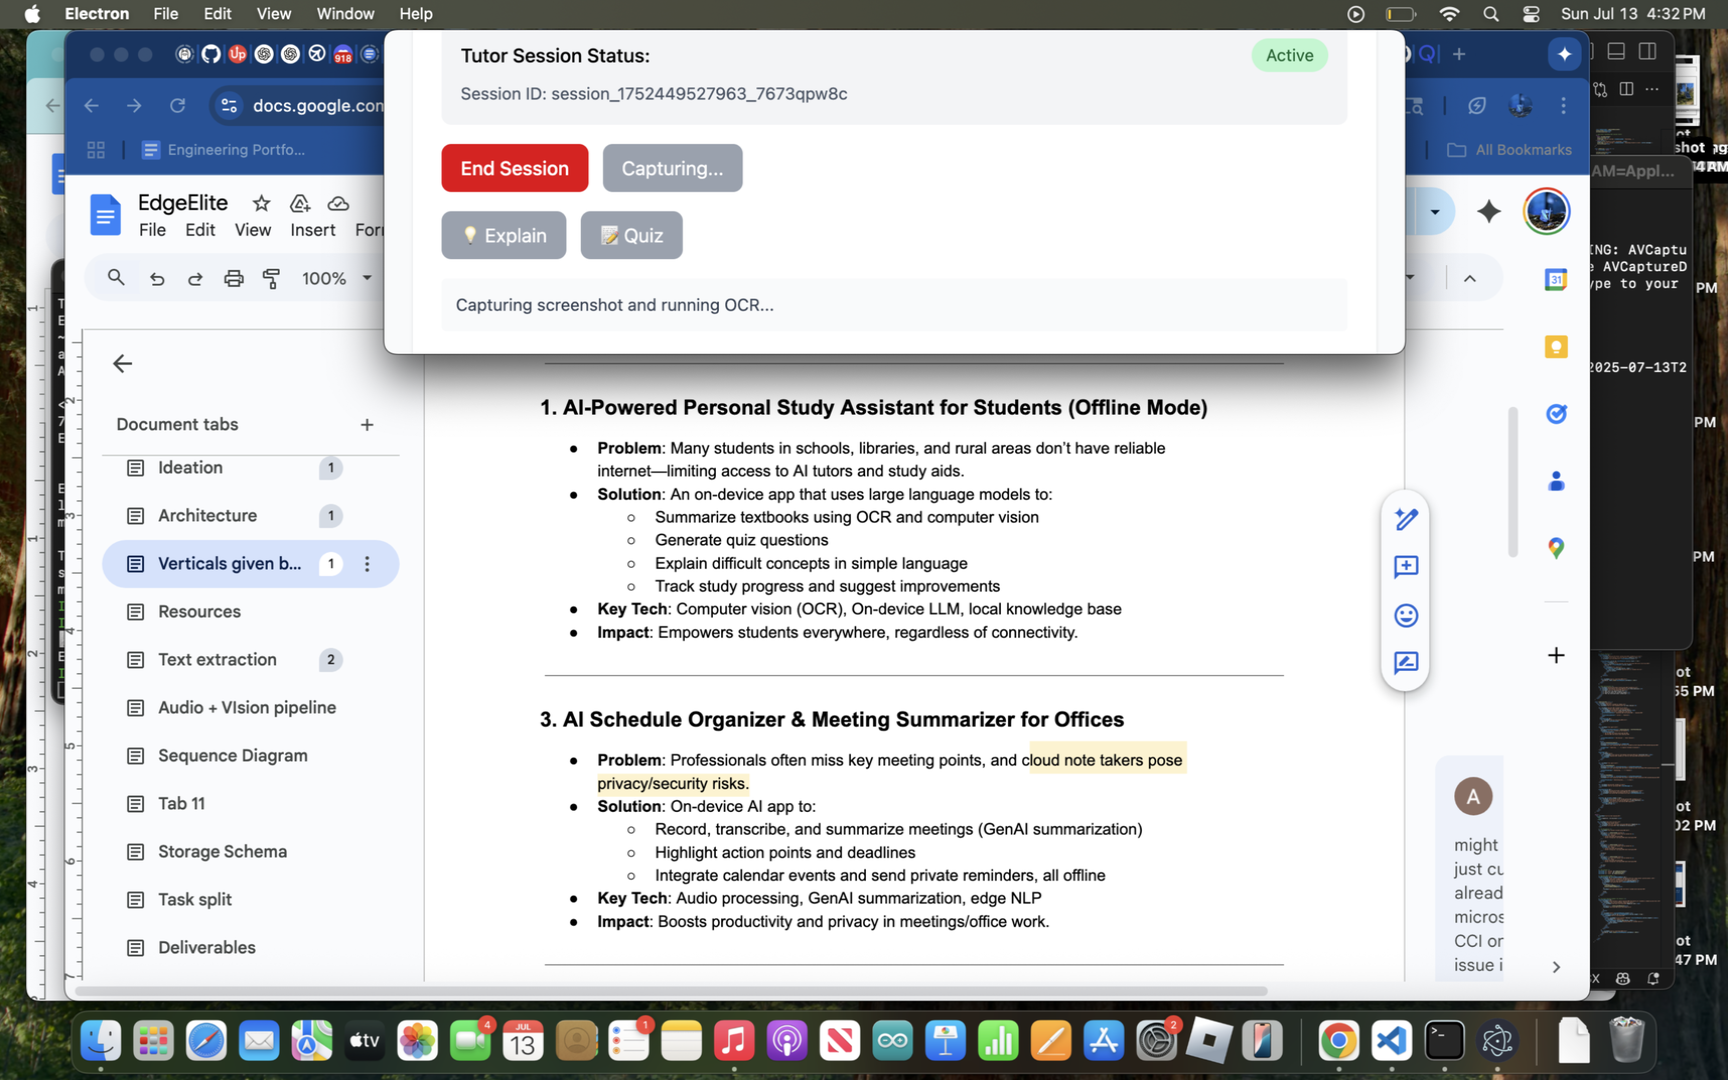 Electron File Edit View Window Help
Sun Jul 13 4:32 PM
Tutor Session Status:
Active
Session ID: session_1752449527963_7673qpw8c
End Session
Capturing...
💡 Explain
📝 Quiz
Capturing screenshot and running OCR...
Up
918
docs.google.com
Engineering Portfo...
All Bookmarks
EdgeElite
File Edit View Insert
100%
Document tabs
Ideation 1
Architecture 1
Verticals given b... 1
Resources
Text extraction 2
Audio + VIsion pipeline
Sequence Diagram
Tab 11
Storage Schema
Task split
Deliverables
1. AI-Powered Personal Study Assistant for Students (Offline Mode)
● Problem: Many students in schools, libraries, and rural areas don’t have reliable
internet—limiting access to AI tutors and study aids.
● Solution: An on-device app that uses large language models to:
○ Summarize textbooks using OCR and computer vision
○ Generate quiz questions
○ Explain difficult concepts in simple language
○ Track study progress and suggest improvements
● Key Tech: Computer vision (OCR), On-device LLM, local knowledge base
● Impact: Empowers students everywhere, regardless of connectivity.
3. AI Schedule Organizer & Meeting Summarizer for Offices
● Problem: Professionals often miss key meeting points, and cloud note takers pose
privacy/security risks.
● Solution: On-device AI app to:
○ Record, transcribe, and summarize meetings (GenAI summarization)
○ Highlight action points and deadlines
○ Integrate calendar events and send private reminders, all offline
● Key Tech: Audio processing, GenAI summarization, edge NLP
● Impact: Boosts productivity and privacy in meetings/office work.
A
might
just cu
alread
micros
CCI or
issue i
31
AM=Appl...
ING: AVCaptu
e AVCaptureD
ype to your
2025-07-13T2
PM
PM
PM
55 PM
02 PM
47 PM
4
JUL
13
tv
1
2